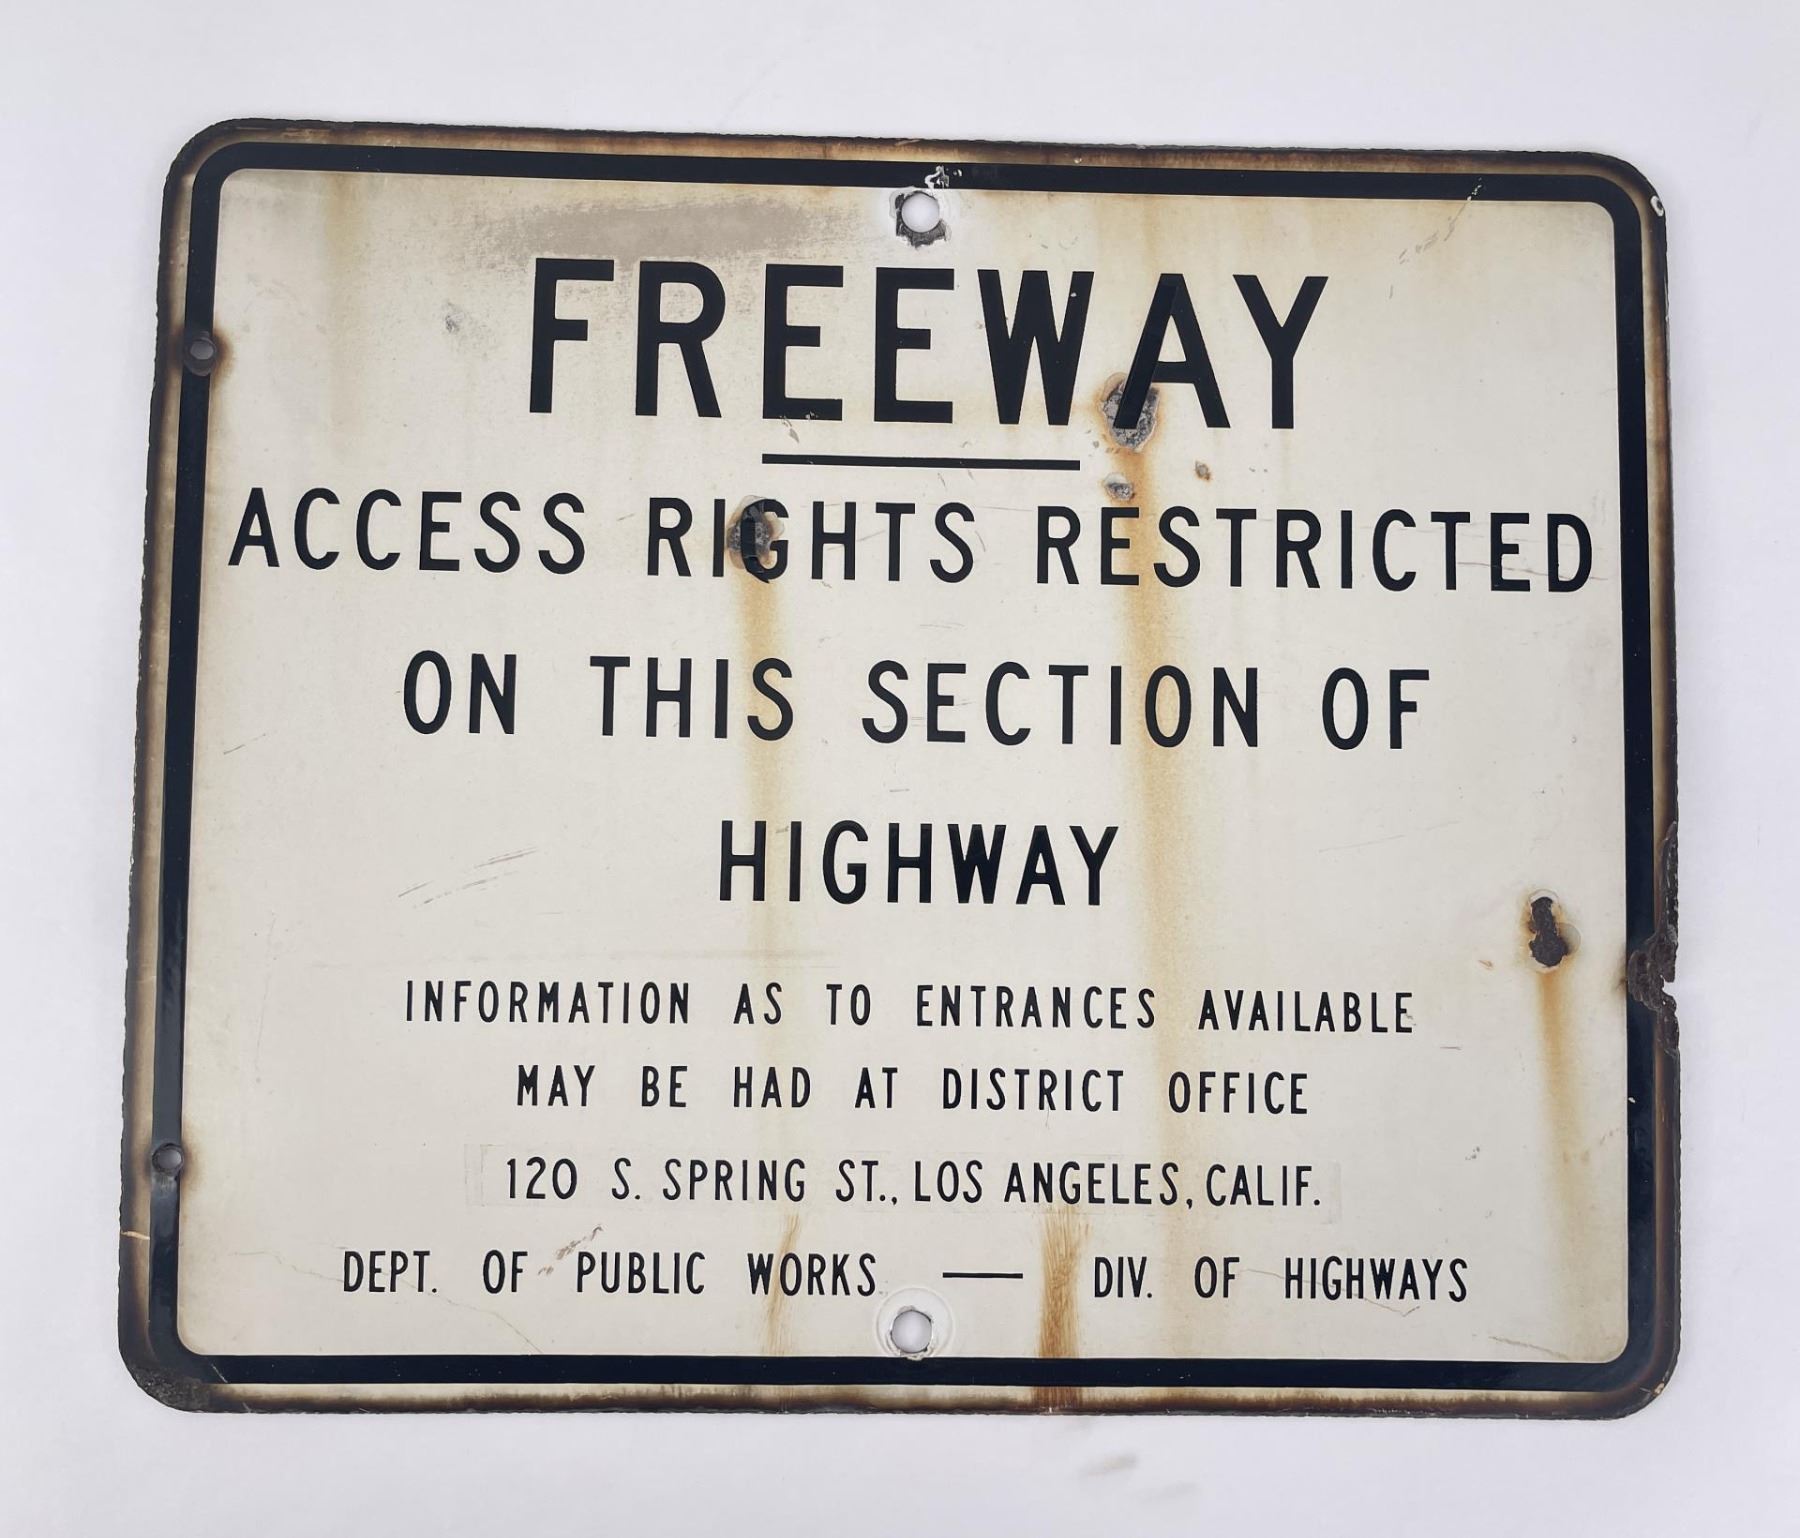 FREEWAY
ACCESS RIGHTS RESTRICTED
ON THIS SECTION OF
HIGHWAY
INFORMATION AS TO ENTRANCES AVAILABLE
MAY BE HAD AT DISTRICT OFFICE
120 S. SPRING ST., LOS ANGELES, CALIF.
DEPT. OF PUBLIC WORKS — DIV. OF HIGHWAYS